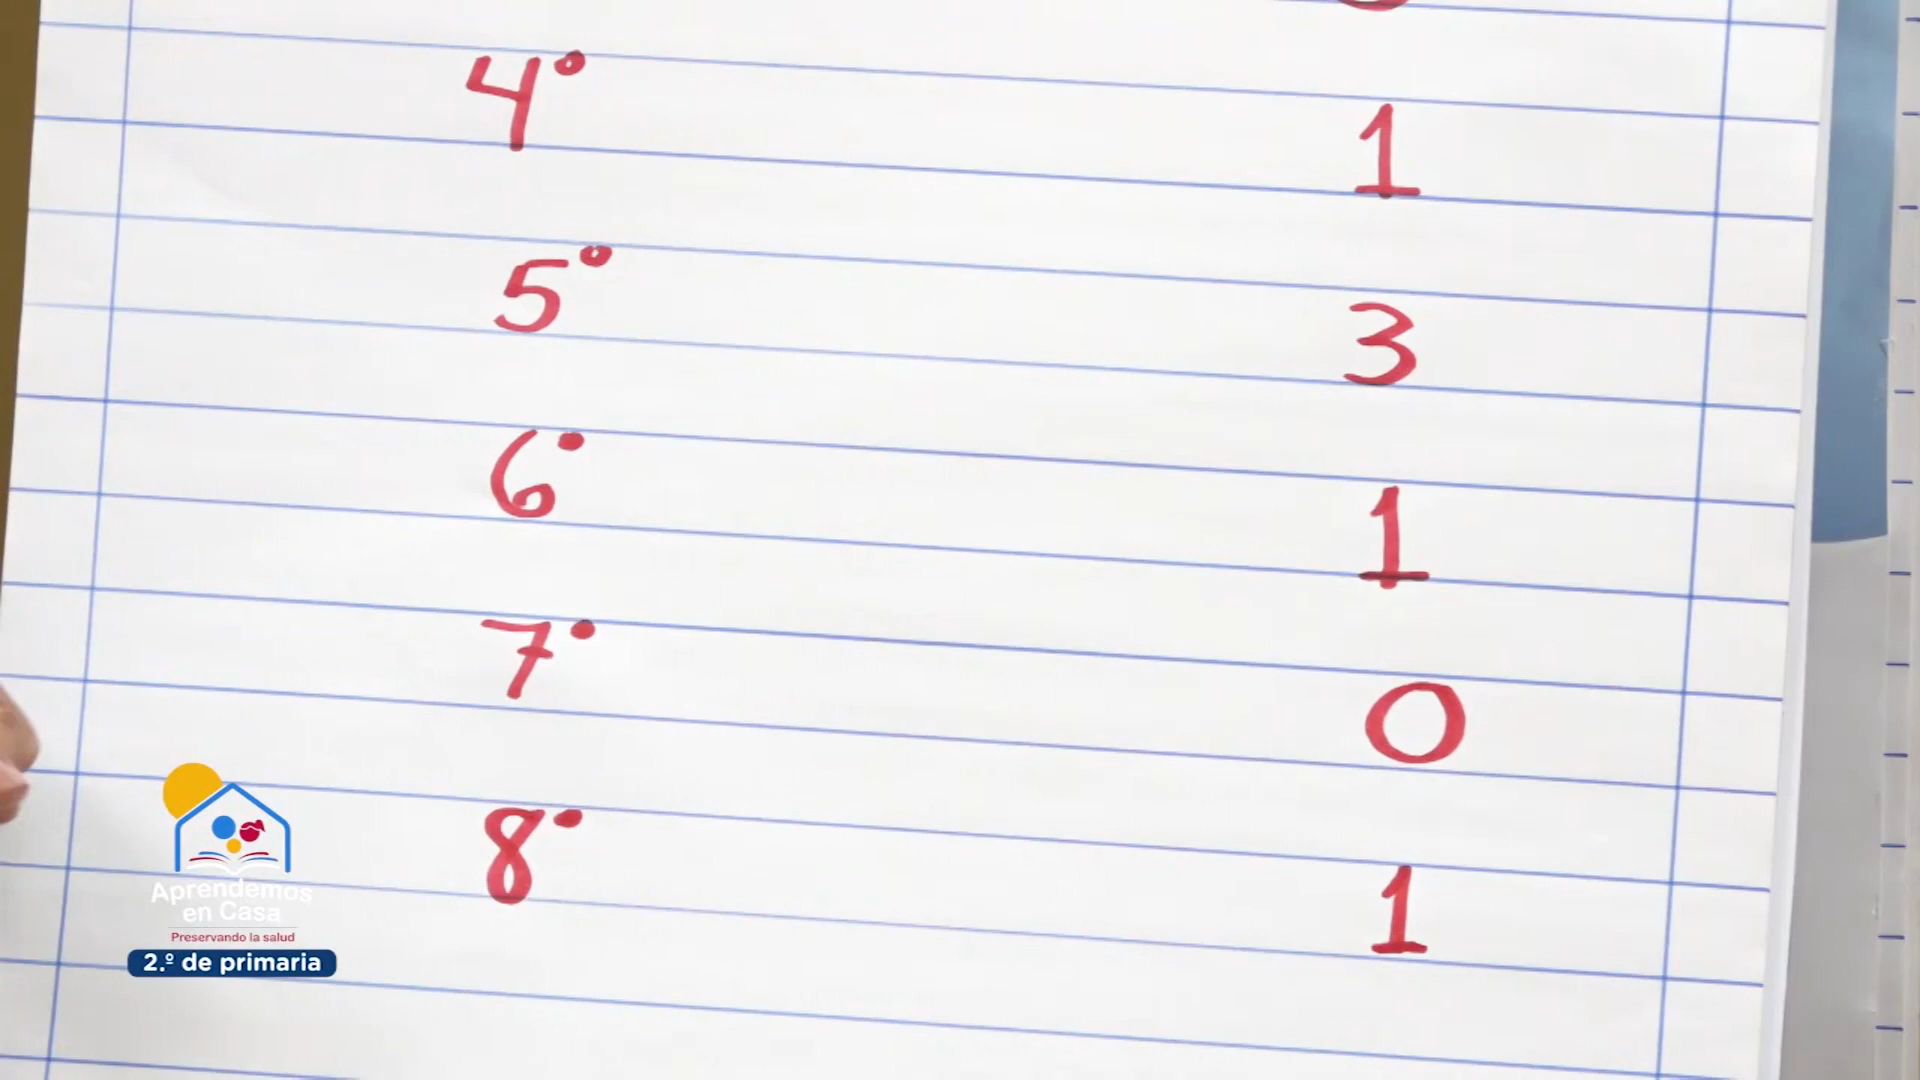 4° 1
5° 3
6° 1
7° 0
8° 1
Aprendemos
en Casa
Preservando la salud
2.º de primaria